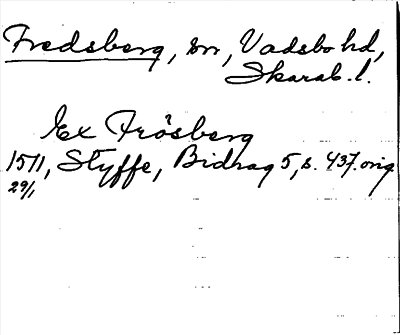 Fredsberg, sn, Vadsbo hd,
Skarab. l.
Ex Frösberg
1511, Styffe, Bidrag 5, s. 437. orig
29/1